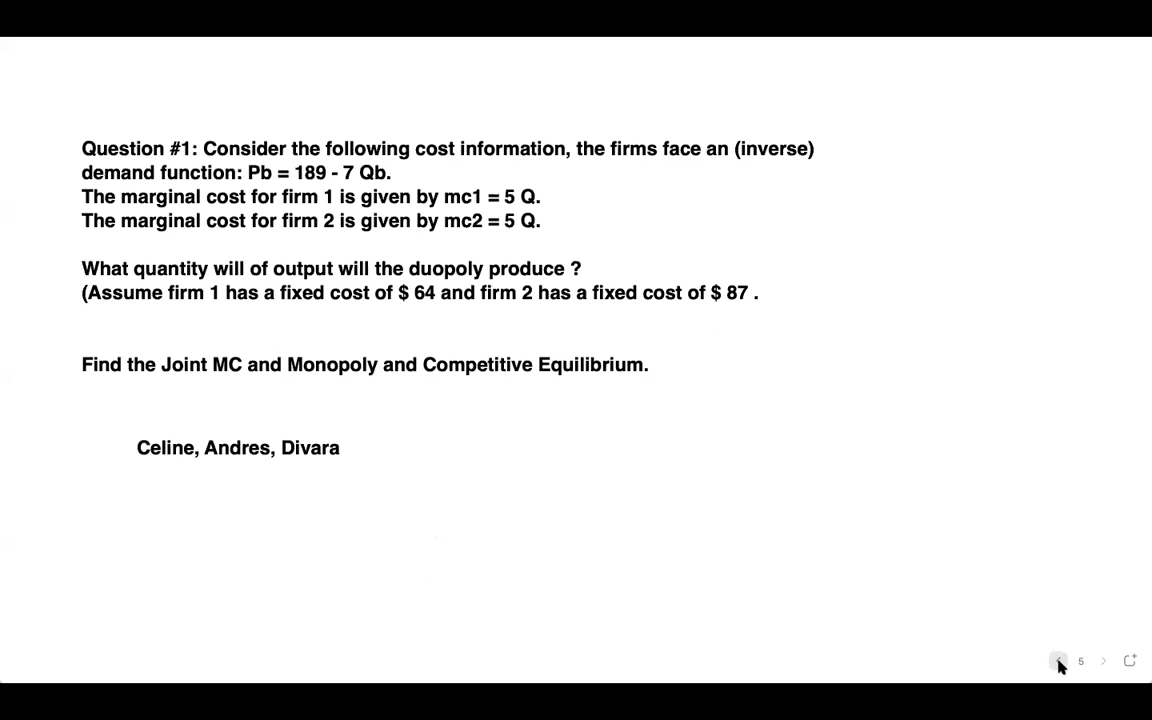 Question #1: Consider the following cost information, the firms face an (inverse)
demand function: Pb = 189 - 7 Qb.
The marginal cost for firm 1 is given by mc1 = 5 Q.
The marginal cost for firm 2 is given by mc2 = 5 Q.
What quantity will of output will the duopoly produce ?
(Assume firm 1 has a fixed cost of $ 64 and firm 2 has a fixed cost of $ 87 .
Find the Joint MC and Monopoly and Competitive Equilibrium.
Celine, Andres, Divara
5